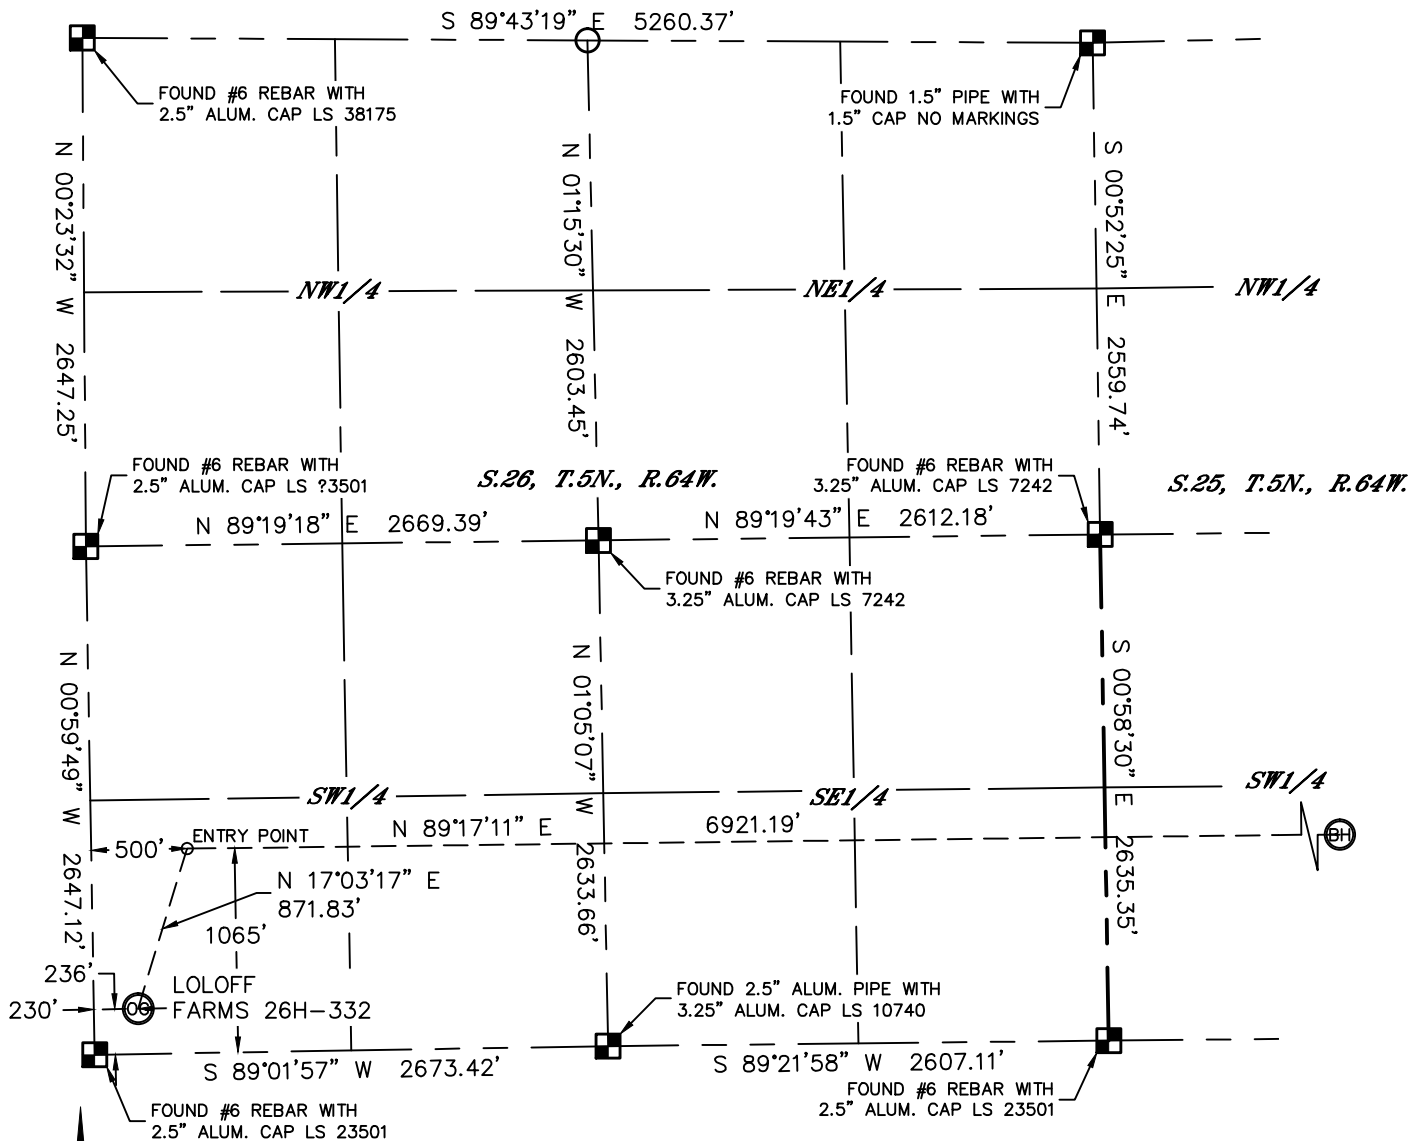 S 89°43'19" E 5260.37'
FOUND #6 REBAR WITH
2.5" ALUM. CAP LS 38175
FOUND 1.5" PIPE WITH
1.5" CAP NO MARKINGS
N 00°23'32" W 2647.25'
N 01°15'30" W 2603.45'
S 00°52'25" E 2559.74'
NW1/4
NE1/4
NW1/4
FOUND #6 REBAR WITH
2.5" ALUM. CAP LS ?3501
S.26, T.5N., R.64W.
FOUND #6 REBAR WITH
3.25" ALUM. CAP LS 7242
S.25, T.5N., R.64W.
N 89°19'18" E 2669.39'
N 89°19'43" E 2612.18'
FOUND #6 REBAR WITH
3.25" ALUM. CAP LS 7242
N 00°59'49" W 2647.12'
N 01°05'07" W 2633.66'
S 00°58'30" E 2635.35'
SW1/4
SE1/4
SW1/4
N 89°17'11" E 6921.19'
BH
ENTRY POINT
500'
N 17°03'17" E
871.83'
1065'
236'
230'
OG
LOLOFF
FARMS 26H-332
FOUND 2.5" ALUM. PIPE WITH
3.25" ALUM. CAP LS 10740
S 89°01'57" W 2673.42'
S 89°21'58" W 2607.11'
FOUND #6 REBAR WITH
2.5" ALUM. CAP LS 23501
FOUND #6 REBAR WITH
2.5" ALUM. CAP LS 23501